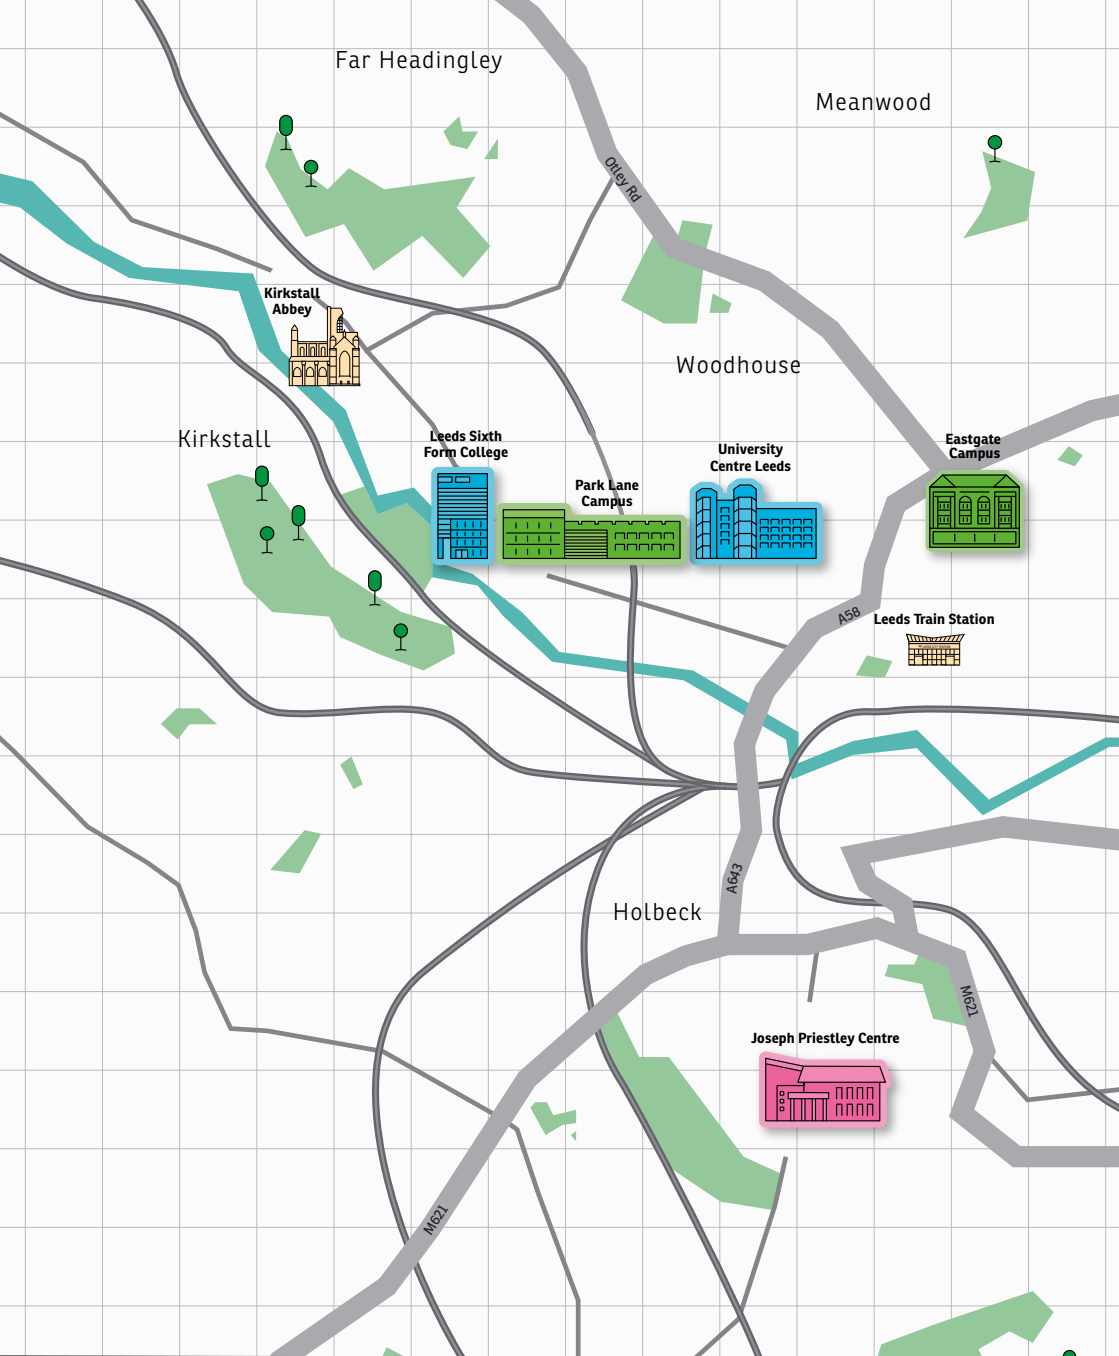 Far Headingley
Meanwood
Otley Rd
Kirkstall
Abbey
Woodhouse
Kirkstall
Leeds Sixth
Form College
University
Centre Leeds
Eastgate
Campus
Park Lane
Campus
A58
Leeds Train Station
A643
Holbeck
M621
Joseph Priestley Centre
M621